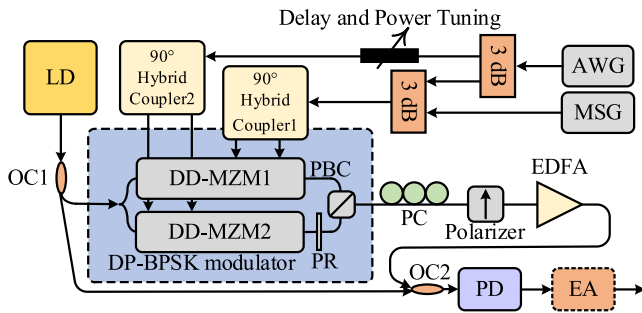 Delay and Power Tuning
LD
90°
Hybrid
Coupler2
90°
Hybrid
Coupler1
3 dB
3 dB
AWG
MSG
OC1
DD-MZM1
PBC
DD-MZM2
PR
DP-BPSK modulator
PC
Polarizer
EDFA
OC2
PD
EA